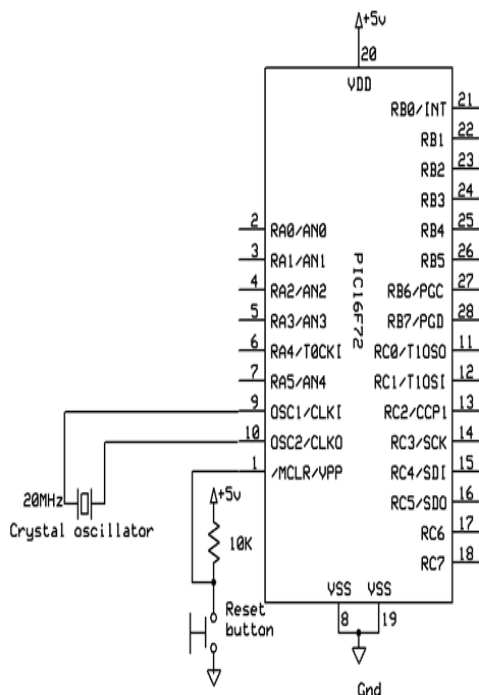 +5v
20
VDD
RB0/INT 21
RB1 22
RB2 23
RB3 24
2 RA0/AN0 RB4 25
3 RA1/AN1 RB5 26
4 RA2/AN2 RB6/PGC 27
5 RA3/AN3 RB7/PGD 28
6 RA4/T0CKI RC0/T1OSO 11
7 RA5/AN4 RC1/T1OSI 12
9 OSC1/CLKI RC2/CCP1 13
10 OSC2/CLKO RC3/SCK 14
1 /MCLR/VPP RC4/SDI 15
PIC16F72
RC5/SDO 16
RC6 17
RC7 18
20MHz
Crystal oscillator
+5v
10K
Reset
button
VSS VSS
8 19
Gnd